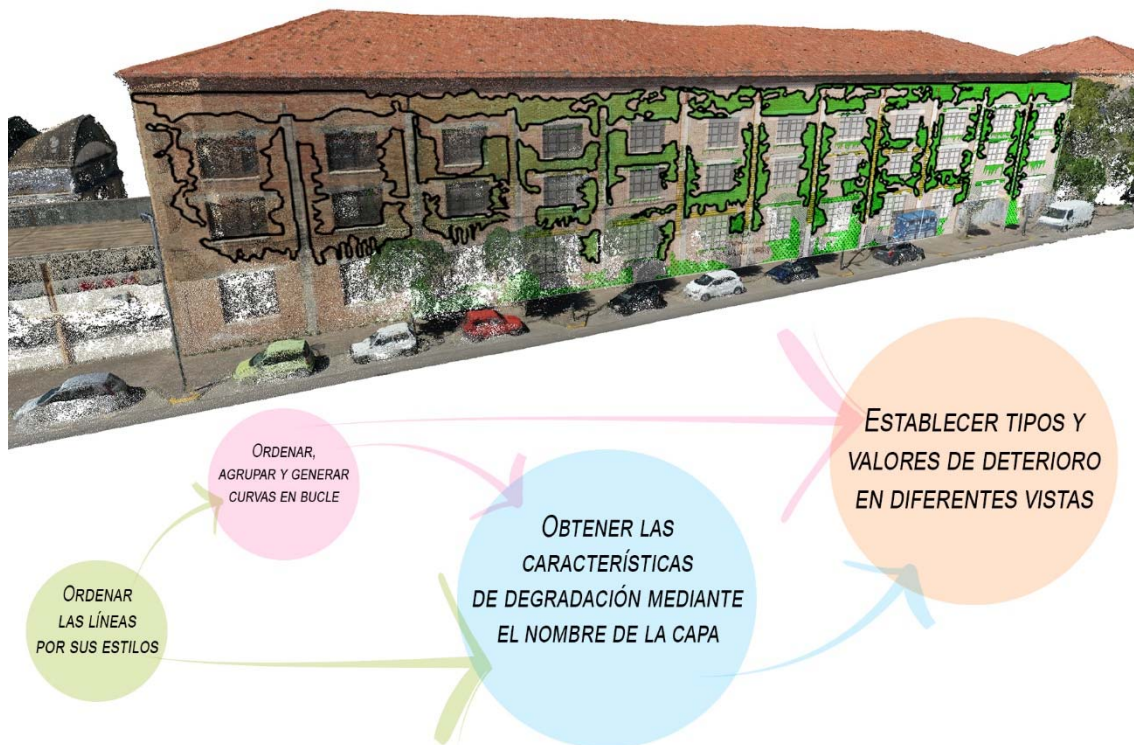 ORDENAR,
AGRUPAR Y GENERAR
CURVAS EN BUCLE
ESTABLECER TIPOS Y
VALORES DE DETERIORO
EN DIFERENTES VISTAS
OBTENER LAS
CARACTERÍSTICAS
DE DEGRADACIÓN MEDIANTE
EL NOMBRE DE LA CAPA
ORDENAR
LAS LÍNEAS
POR SUS ESTILOS